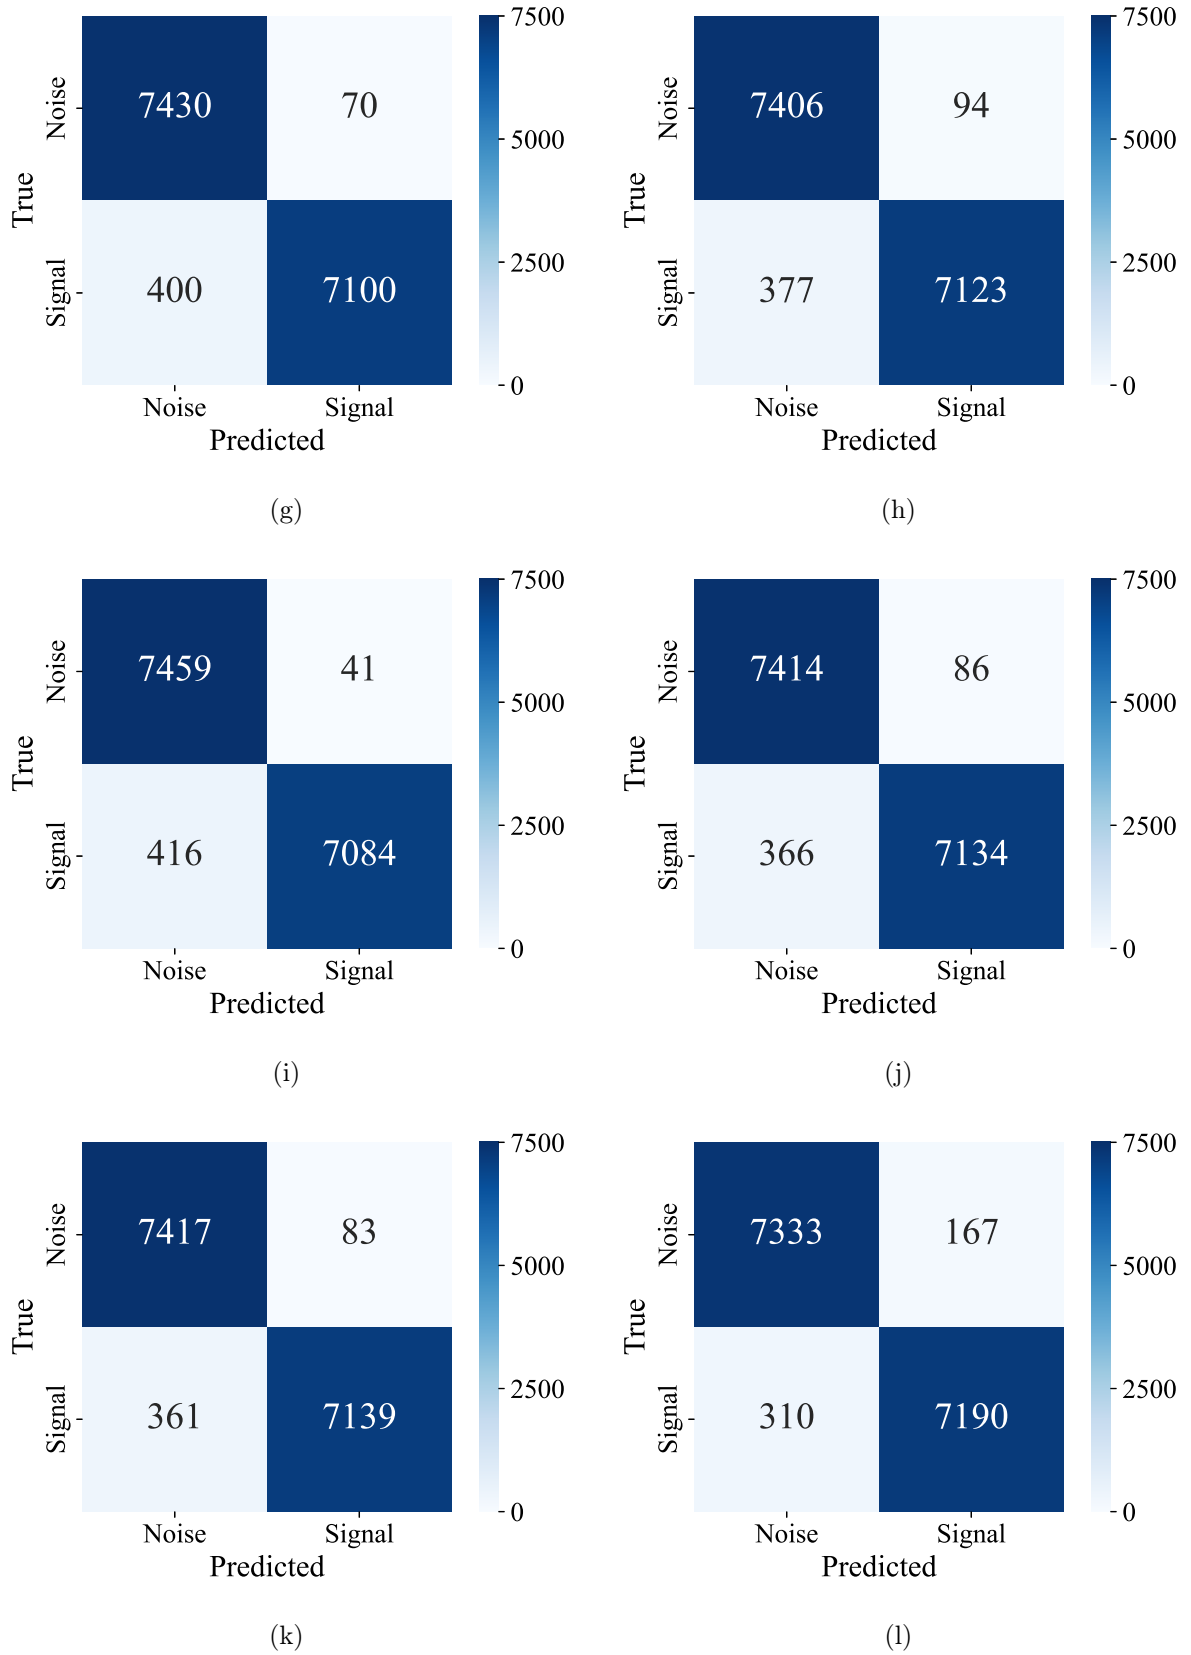 7430 70
400 7100
Noise
Signal
True
Noise Signal
Predicted
7500
5000
2500
0
(g)
7406 94
377 7123
Noise
Signal
True
Noise Signal
Predicted
7500
5000
2500
0
(h)
7459 41
416 7084
Noise
Signal
True
Noise Signal
Predicted
7500
5000
2500
0
(i)
7414 86
366 7134
Noise
Signal
True
Noise Signal
Predicted
7500
5000
2500
0
(j)
7417 83
361 7139
Noise
Signal
True
Noise Signal
Predicted
7500
5000
2500
0
(k)
7333 167
310 7190
Noise
Signal
True
Noise Signal
Predicted
7500
5000
2500
0
(l)